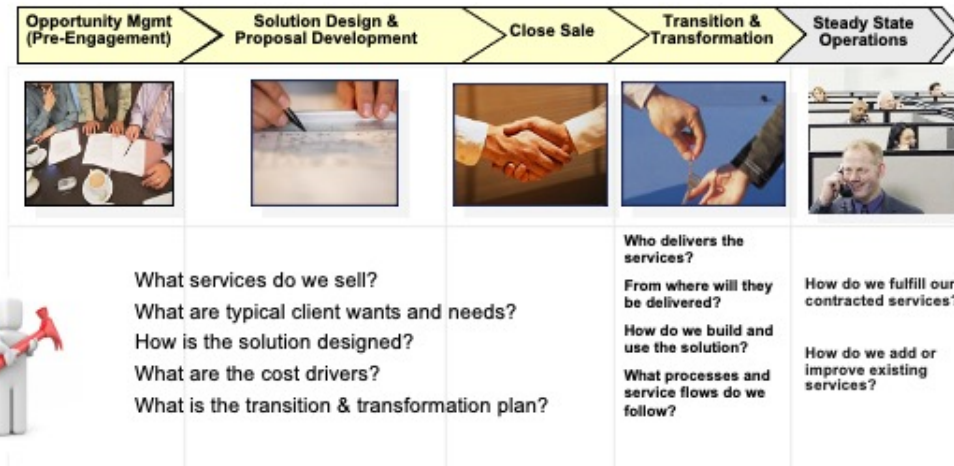 Opportunity Mgmt
(Pre-Engagement)
Solution Design &
Proposal Development
Close Sale
Transition &
Transformation
Steady State
Operations
What services do we sell?
What are typical client wants and needs?
How is the solution designed?
What are the cost drivers?
What is the transition & transformation plan?
Who delivers the
services?
From where will they
be delivered?
How do we build and
use the solution?
What processes and
service flows do we
follow?
How do we fulfill our
contracted services?
How do we add or
improve existing
services?